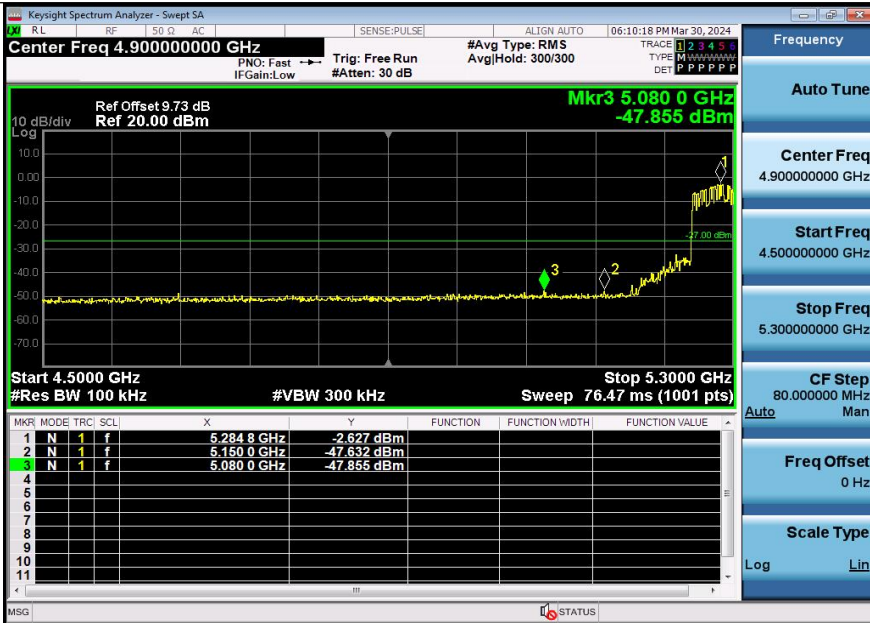 Keysight Spectrum Analyzer - Swept SA
LXI RL RF 50 Ω AC SENSE:PULSE ALIGN AUTO 06:10:18 PM Mar 30, 2024
Center Freq 4.900000000 GHz
PNO: Fast
IFGain:Low
Trig: Free Run
#Atten: 30 dB
#Avg Type: RMS
Avg|Hold: 300/300
TRACE 1 2 3 4 5 6
TYPE M WWWWW
DET P P P P P P
10 dB/div
Log
Ref Offset 9.73 dB
Ref 20.00 dBm
Mkr3 5.080 0 GHz
-47.855 dBm
10.0
0.00
-10.0
-20.0
-30.0
-40.0
-50.0
-60.0
-70.0
1
-27.00 dBm
3
2
Start 4.5000 GHz Stop 5.3000 GHz
#Res BW 100 kHz #VBW 300 kHz Sweep 76.47 ms (1001 pts)
MKR MODE TRC SCL X Y FUNCTION FUNCTION WIDTH FUNCTION VALUE
1 N 1 f 5.284 8 GHz -2.627 dBm
2 N 1 f 5.150 0 GHz -47.632 dBm
3 N 1 f 5.080 0 GHz -47.855 dBm
4
5
6
7
8
9
10
11
MSG STATUS
Frequency
Auto Tune
Center Freq
4.900000000 GHz
Start Freq
4.500000000 GHz
Stop Freq
5.300000000 GHz
CF Step
80.000000 MHz
Auto Man
Freq Offset
0 Hz
Scale Type
Log Lin